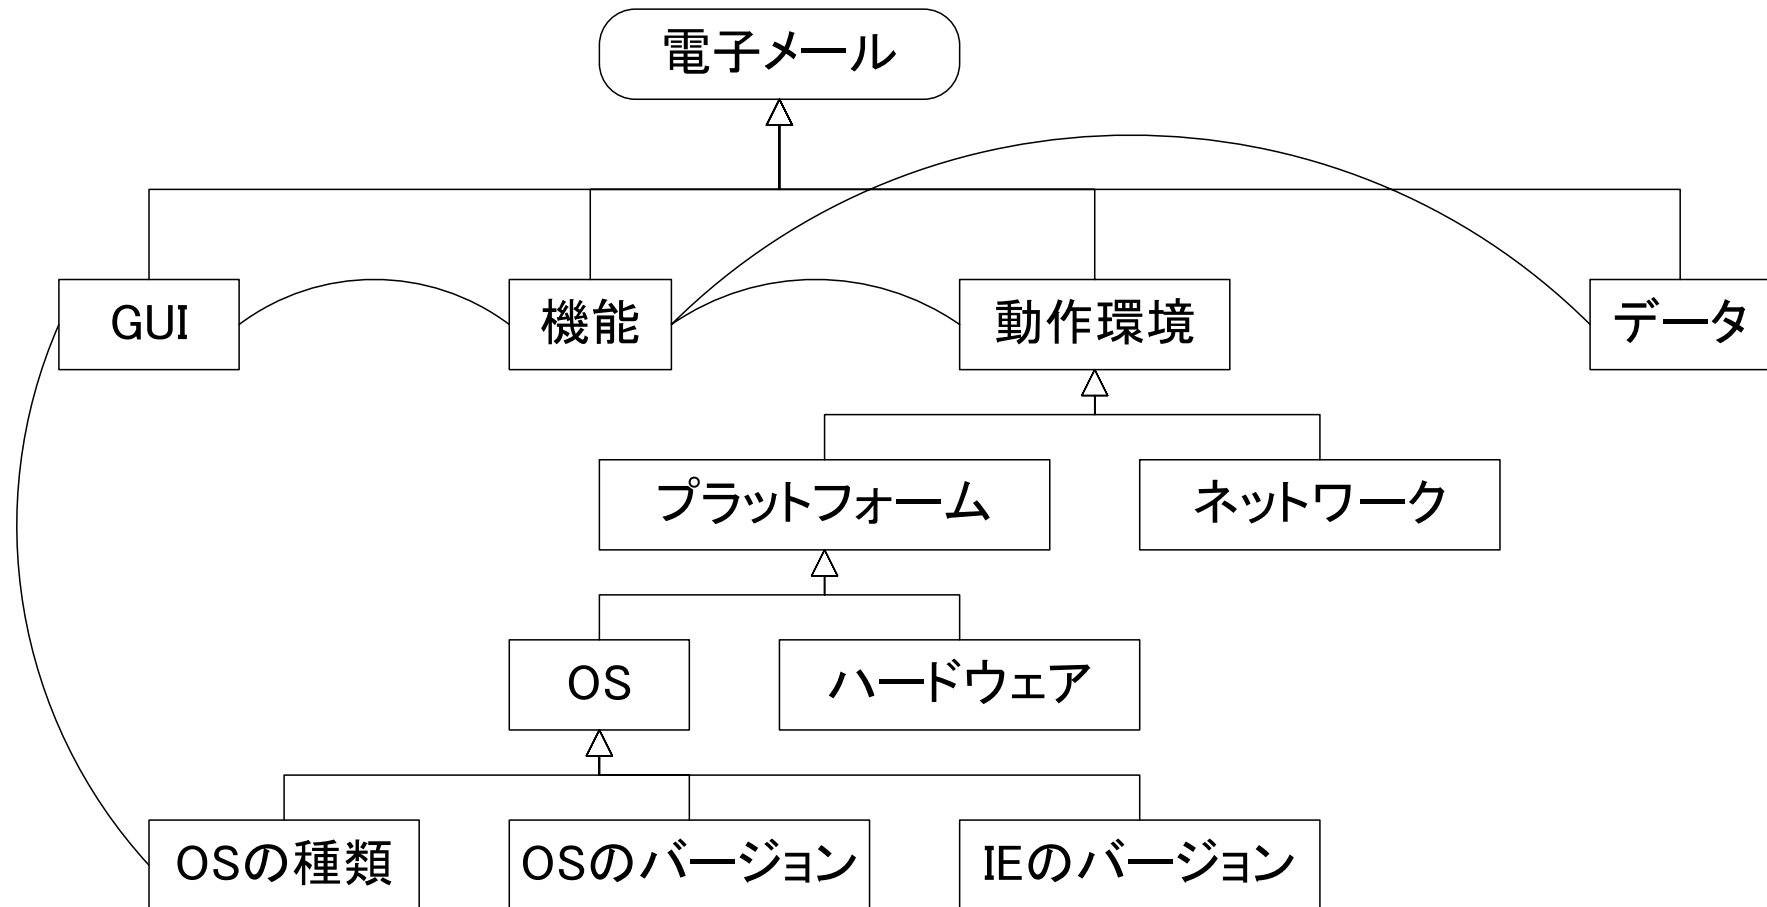 電子メール
GUI
機能
動作環境
データ
プラットフォーム
ネットワーク
OS
ハードウェア
OSの種類
OSのバージョン
IEのバージョン